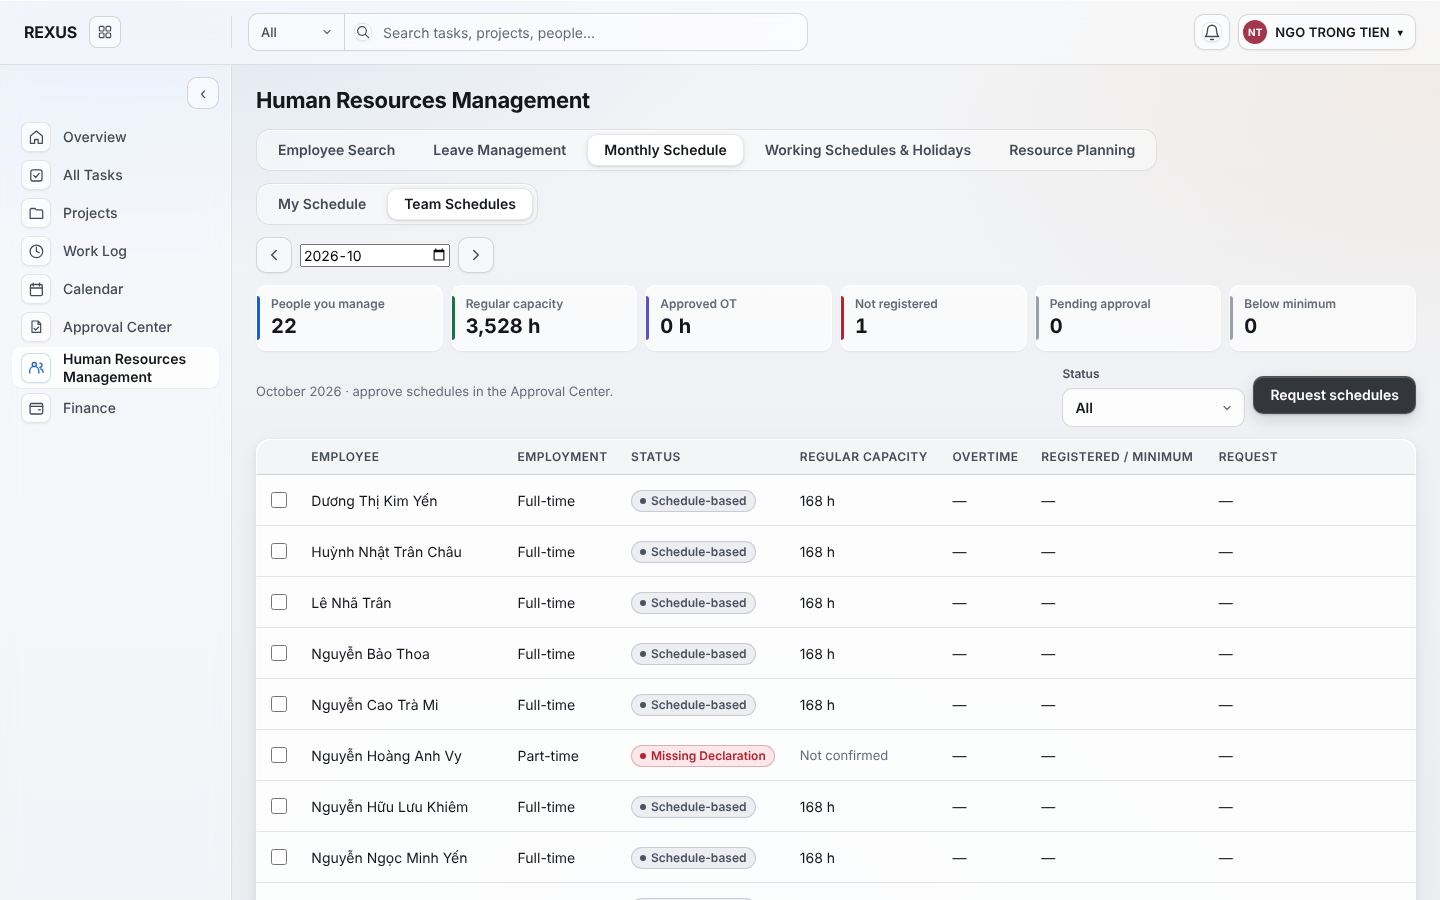 REXUS
All
Search tasks, projects, people...
NT
NGO TRONG TIEN
Overview
All Tasks
Projects
Work Log
Calendar
Approval Center
Human Resources
Management
Finance
Human Resources Management
Employee Search Leave Management Monthly Schedule Working Schedules & Holidays Resource Planning
My Schedule Team Schedules
2026-10
People you manage
22
Regular capacity
3,528 h
Approved OT
0 h
Not registered
1
Pending approval
0
Below minimum
0
October 2026 · approve schedules in the Approval Center.
Status
All
Request schedules
EMPLOYEE EMPLOYMENT STATUS REGULAR CAPACITY OVERTIME REGISTERED / MINIMUM REQUEST
Dương Thị Kim Yến Full-time Schedule-based 168 h — — —
Huỳnh Nhật Trân Châu Full-time Schedule-based 168 h — — —
Lê Nhã Trân Full-time Schedule-based 168 h — — —
Nguyễn Bảo Thoa Full-time Schedule-based 168 h — — —
Nguyễn Cao Trà Mi Full-time Schedule-based 168 h — — —
Nguyễn Hoàng Anh Vy Part-time Missing Declaration Not confirmed — — —
Nguyễn Hữu Lưu Khiêm Full-time Schedule-based 168 h — — —
Nguyễn Ngọc Minh Yến Full-time Schedule-based 168 h — — —